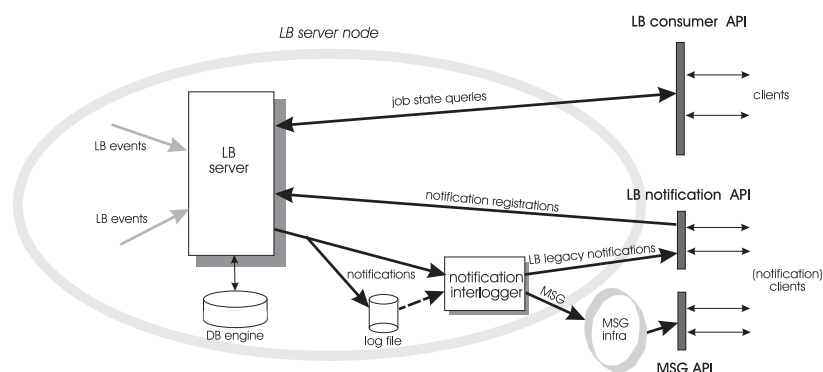 LB server node
LB consumer API
job state queries
clients
LB events
LB
server
LB events
notification registrations
LB notification API
LB legacy notifications
notifications
notification
interlogger
(notification)
clients
MSG
MSG
infra
DB engine
log file
MSG API